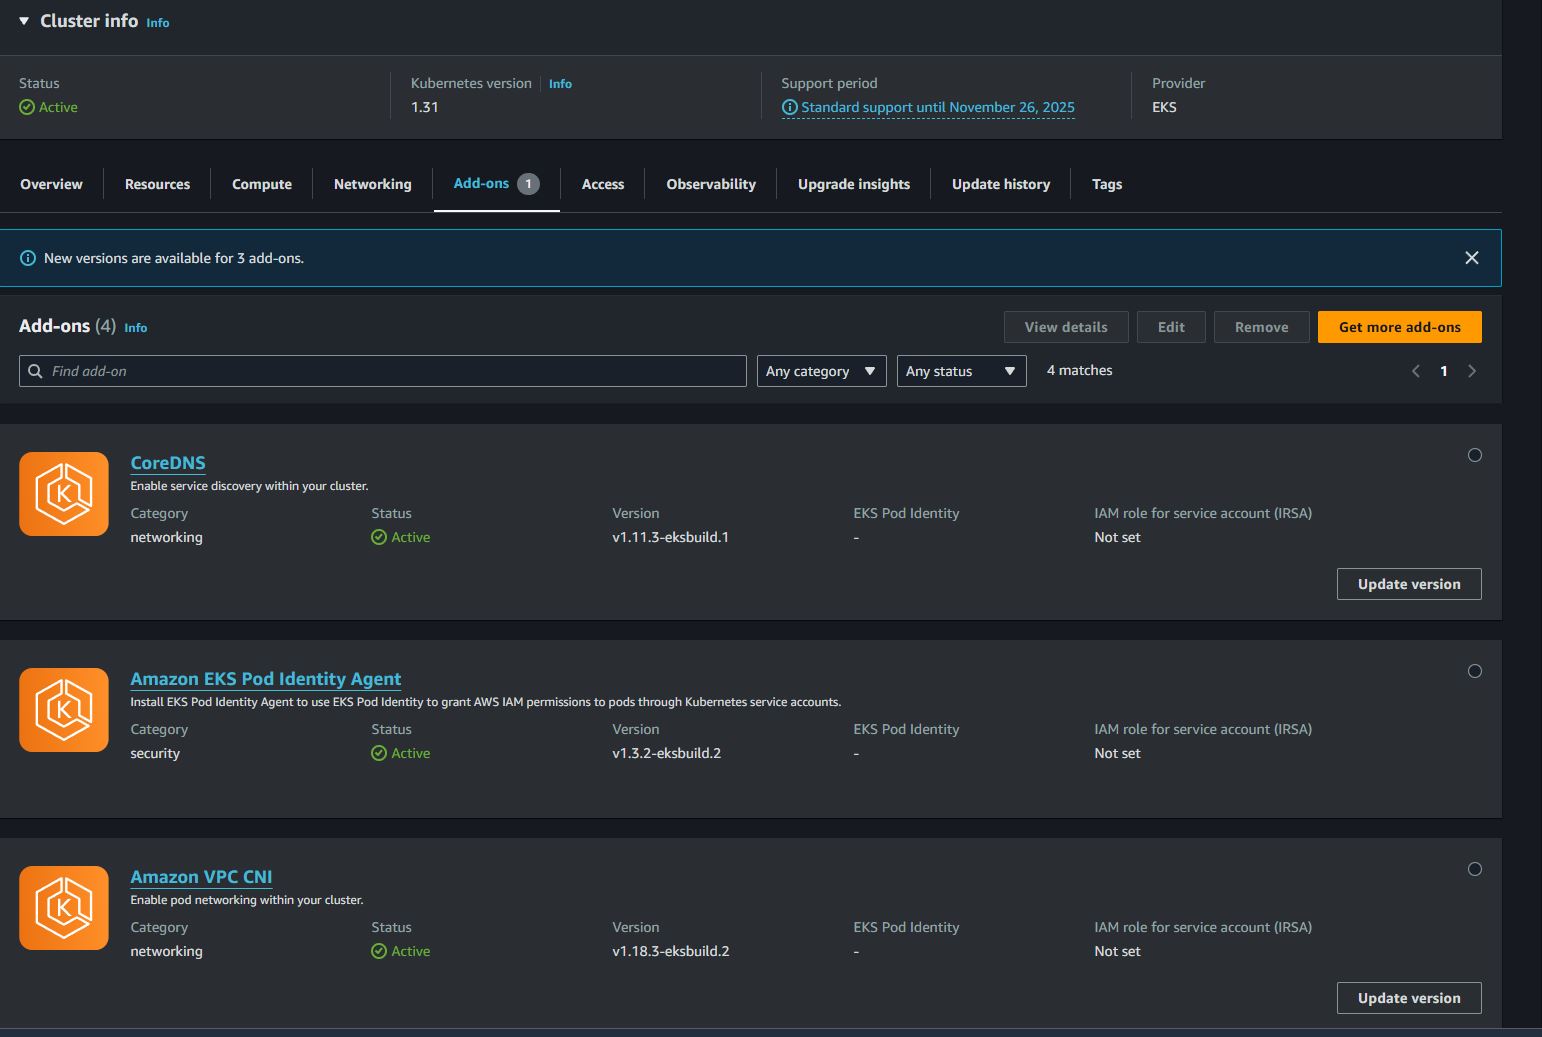 Cluster info Info
Status
Active
Kubernetes version Info
1.31
Support period
Standard support until November 26, 2025
Provider
EKS
Overview Resources Compute Networking Add-ons 1 Access Observability Upgrade insights Update history Tags
New versions are available for 3 add-ons.
Add-ons (4) Info
View details Edit Remove Get more add-ons
Find add-on Any category Any status 4 matches 1
CoreDNS
Enable service discovery within your cluster.
Category Status Version EKS Pod Identity IAM role for service account (IRSA)
networking Active v1.11.3-eksbuild.1 - Not set
Update version
Amazon EKS Pod Identity Agent
Install EKS Pod Identity Agent to use EKS Pod Identity to grant AWS IAM permissions to pods through Kubernetes service accounts.
Category Status Version EKS Pod Identity IAM role for service account (IRSA)
security Active v1.3.2-eksbuild.2 - Not set
Amazon VPC CNI
Enable pod networking within your cluster.
Category Status Version EKS Pod Identity IAM role for service account (IRSA)
networking Active v1.18.3-eksbuild.2 - Not set
Update version